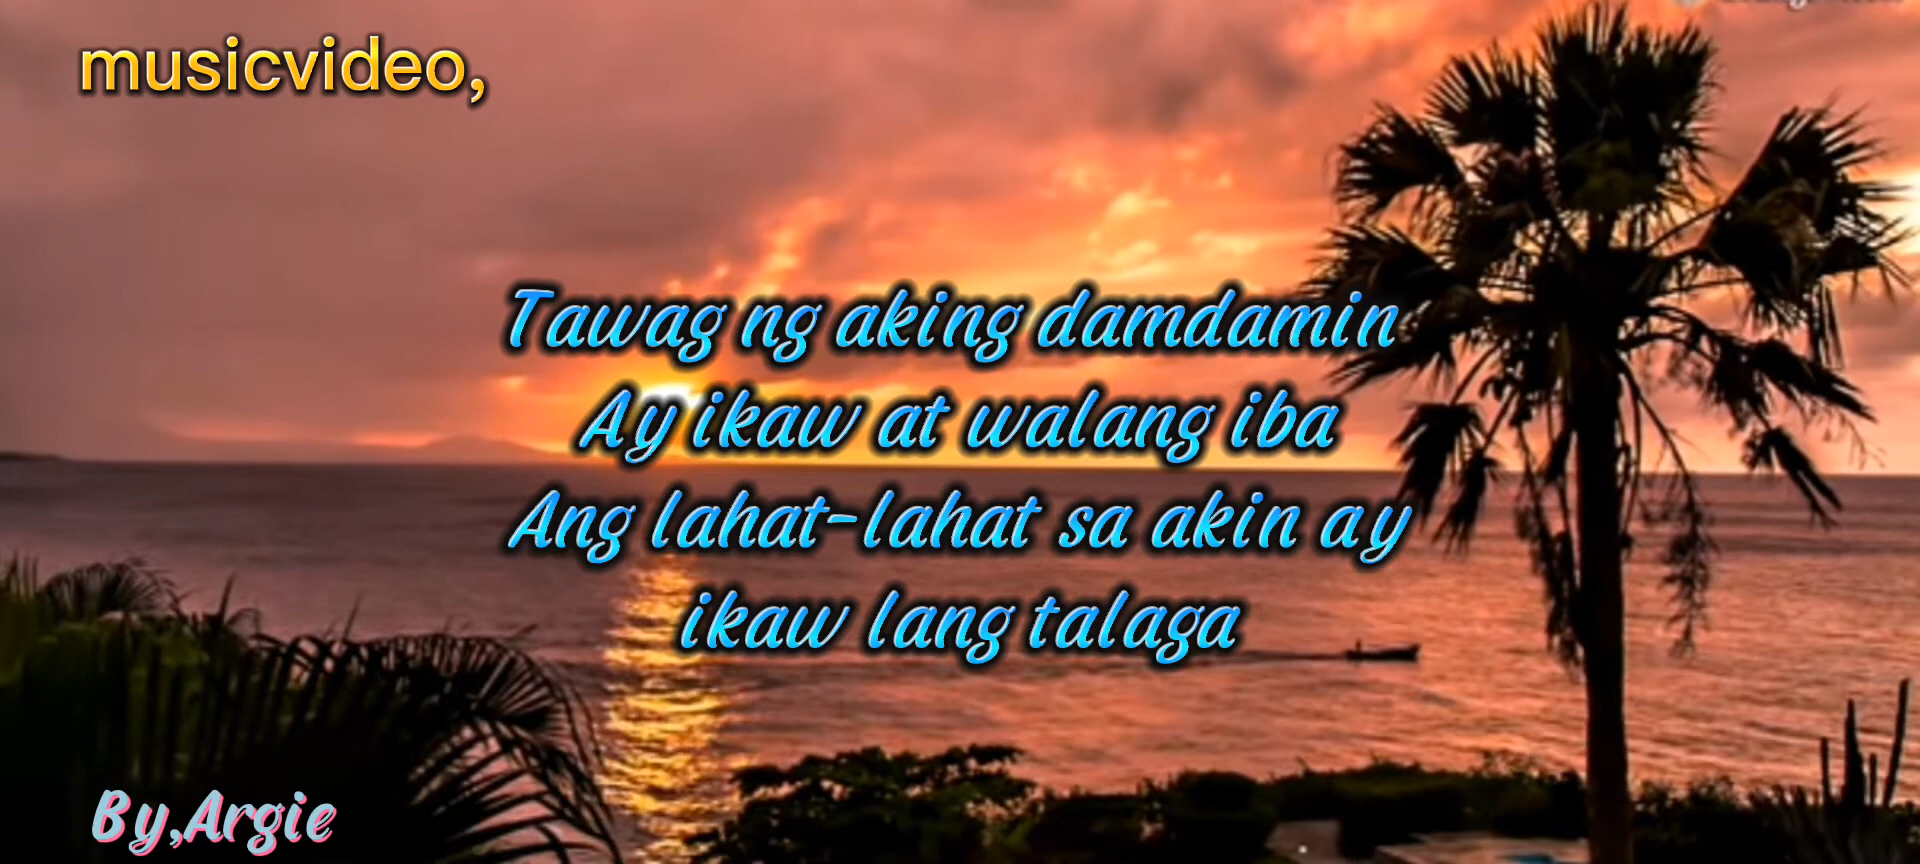 musicvideo,
Tawag ng aking damdamin
Ay ikaw at walang iba
Ang lahat-lahat sa akin ay
ikaw lang talaga
By,Argie